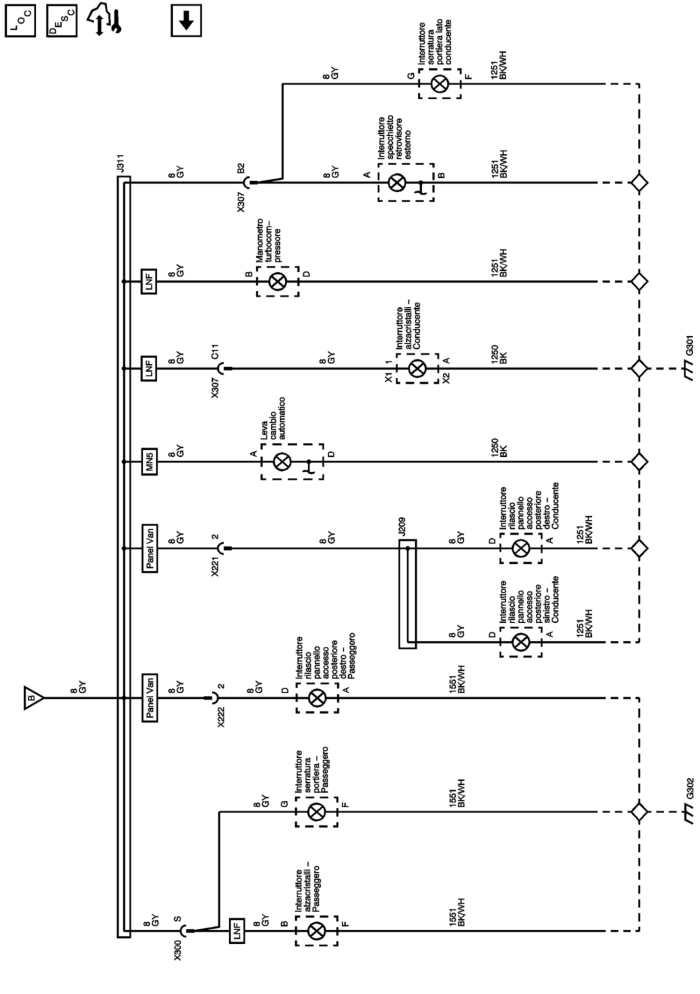 LOC
DESC
B
8
GY
J311
8
GY
S
X300
LNF
8
GY
B
Interruttore
alzacristalli –
Passeggero
F
1551
BK/WH
8
GY
G
Interruttore
serratura
portiera –
Passeggero
F
1551
BK/WH
G302
Panel Van
8
GY
2
X222
8
GY
D
Interruttore
rilascio
pannello
accesso
posteriore
destro –
Passeggero
A
1551
BK/WH
Panel Van
8
GY
2
X221
8
GY
J209
8
GY
D
Interruttore
rilascio
pannello
accesso
posteriore
sinistro –
Conducente
A
1251
BK/WH
8
GY
D
Interruttore
rilascio
pannello
accesso
posteriore
destro –
Conducente
A
1251
BK/WH
MN5
8
GY
A
Leva
cambio
automatico
D
1250
BK
LNF
8
GY
C11
X307
8
GY
X1
1
Interruttore
alzacristalli –
Conducente
X2
A
1250
BK
G301
LNF
8
GY
B
Manometro
turbocom–
pressore
D
1251
BK/WH
8
GY
B2
X307
8
GY
A
Interruttore
specchietto
retrovisore
esterno
B
1251
BK/WH
8
GY
G
Interruttore
serratura
portiera lato
conducente
F
1251
BK/WH